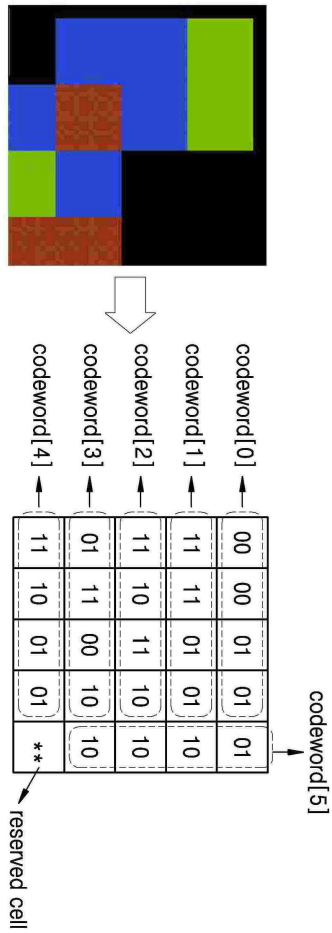 codeword[5]
codeword[0] 00 00 01 01 01
codeword[1] 11 11 01 01 10
codeword[2] 11 10 11 10 10
codeword[3] 01 11 00 10 10
codeword[4] 11 10 01 01 **
reserved cell